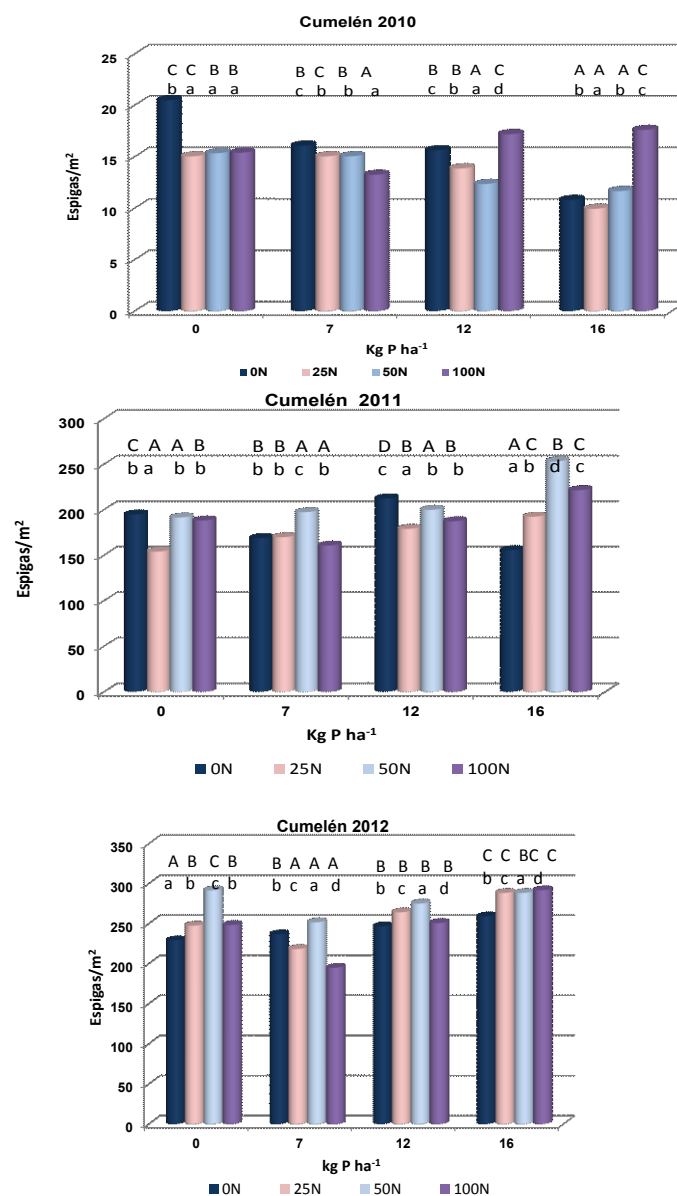 Cumelén 2010
25
20
15
10
5
0
Espigas/m²
C C B B
b a a a
B C B A
c b b a
B B A C
c b a d
A A A C
b a b c
0 7 12 16
Kg P ha⁻¹
0N 25N 50N 100N
Cumelén 2011
300
250
200
150
100
50
0
Espigas/m²
C A A B
b a b b
B B A A
b b c b
D B A B
c a b b
A C B C
a b d c
0 7 12 16
Kg P ha⁻¹
0N 25N 50N 100N
Cumelén 2012
350
300
250
200
150
100
50
0
Espigas/m²
A B C B
a b c b
B A A A
b c a d
B B B B
b c a d
C C BC C
b c a d
0 7 12 16
kg P ha⁻¹
0N 25N 50N 100N